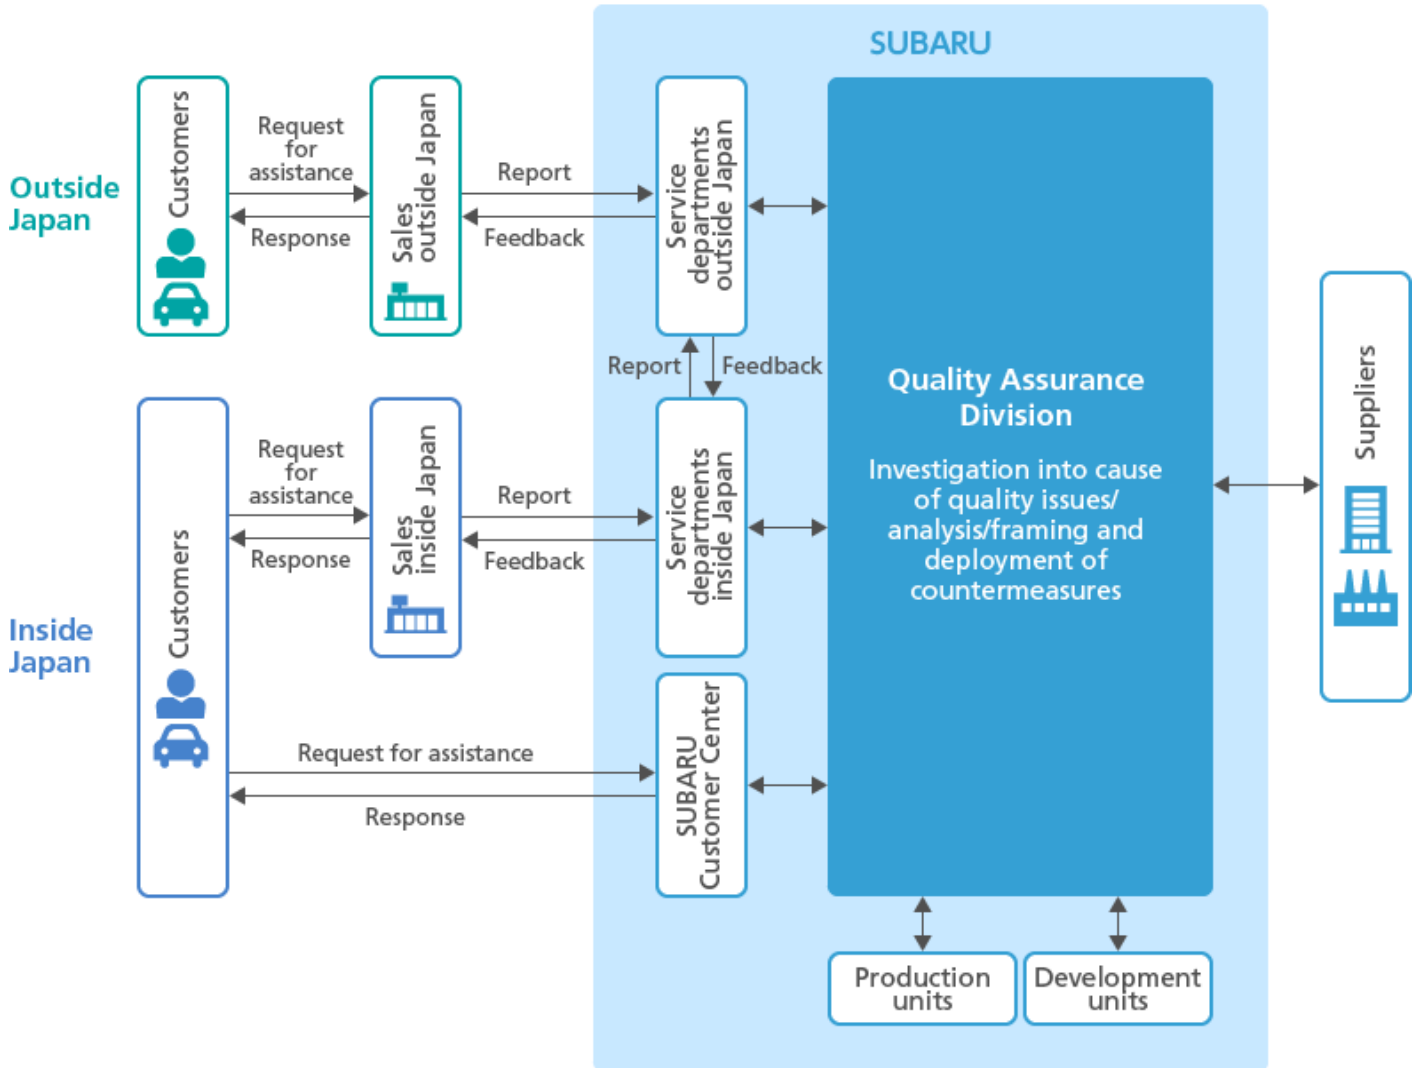 SUBARU
Outside
Japan
Customers
Request
for
assistance
Response
Sales
outside Japan
Report
Feedback
Service
departments
outside Japan
Report
Feedback
Inside
Japan
Customers
Request
for
assistance
Response
Sales
inside Japan
Report
Feedback
Service
departments
inside Japan
Request for assistance
Response
SUBARU
Customer Center
Quality Assurance
Division
Investigation into cause
of quality issues/
analysis/framing and
deployment of
countermeasures
Production
units
Development
units
Suppliers